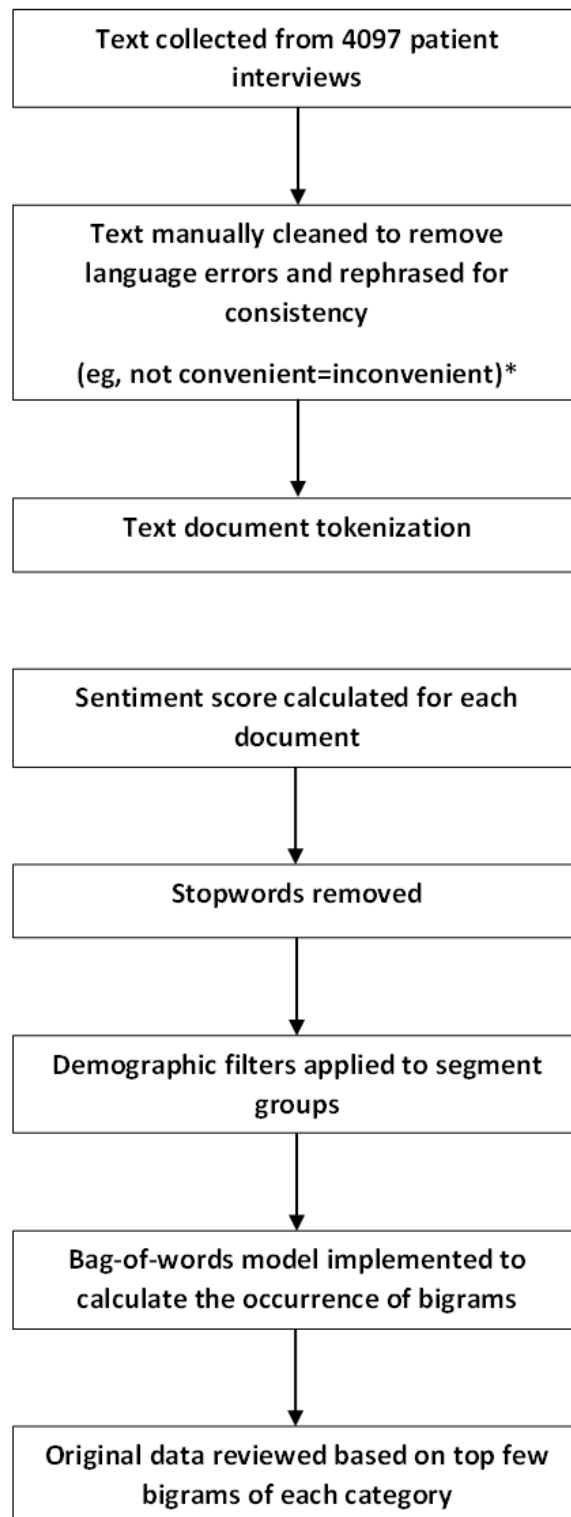 Text collected from 4097 patient
interviews
Text manually cleaned to remove
language errors and rephrased for
consistency
(eg, not convenient=inconvenient)*
Text document tokenization
Sentiment score calculated for each
document
Stopwords removed
Demographic filters applied to segment
groups
Bag-of-words model implemented to
calculate the occurrence of bigrams
Original data reviewed based on top few
bigrams of each category